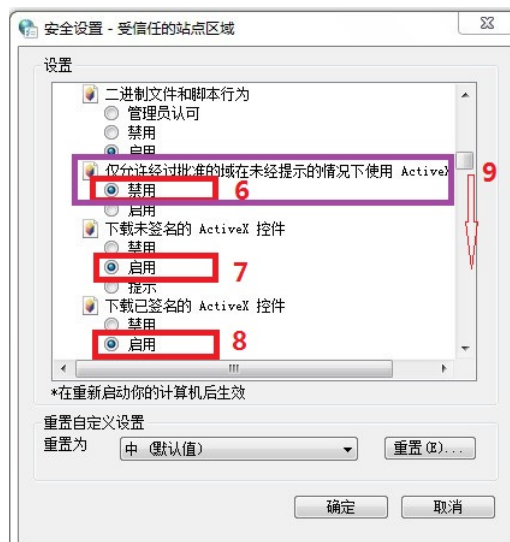 安全设置 - 受信任的站点区域
设置
二进制文件和脚本行为
管理员认可
禁用
启用
仅允许经过批准的域在未经提示的情况下使用 ActiveX
9
禁用 6
启用
下载未签名的 ActiveX 控件
禁用
启用 7
提示
下载已签名的 ActiveX 控件
禁用
启用 8
*在重新启动你的计算机后生效
重置自定义设置
重置为 中 (默认值) 重置(E)...
确定 取消